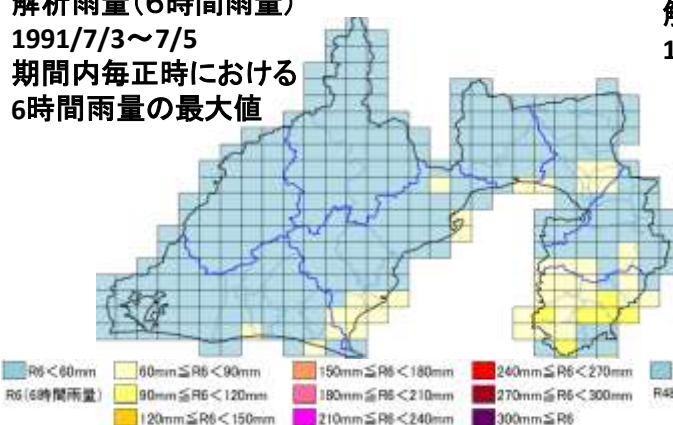 解析雨量(6時間雨量)
1991/7/3～7/5
期間内毎正時における
6時間雨量の最大値
1
R6＜60mm 60mm≦R6＜90mm 150mm≦R6＜180mm 240mm≦R6＜270mm
R6(6時間雨量) 90mm≦R6＜120mm 180mm≦R6＜210mm 270mm≦R6＜300mm R48
120mm≦R6＜150mm 210mm≦R6＜240mm 300mm≦R6